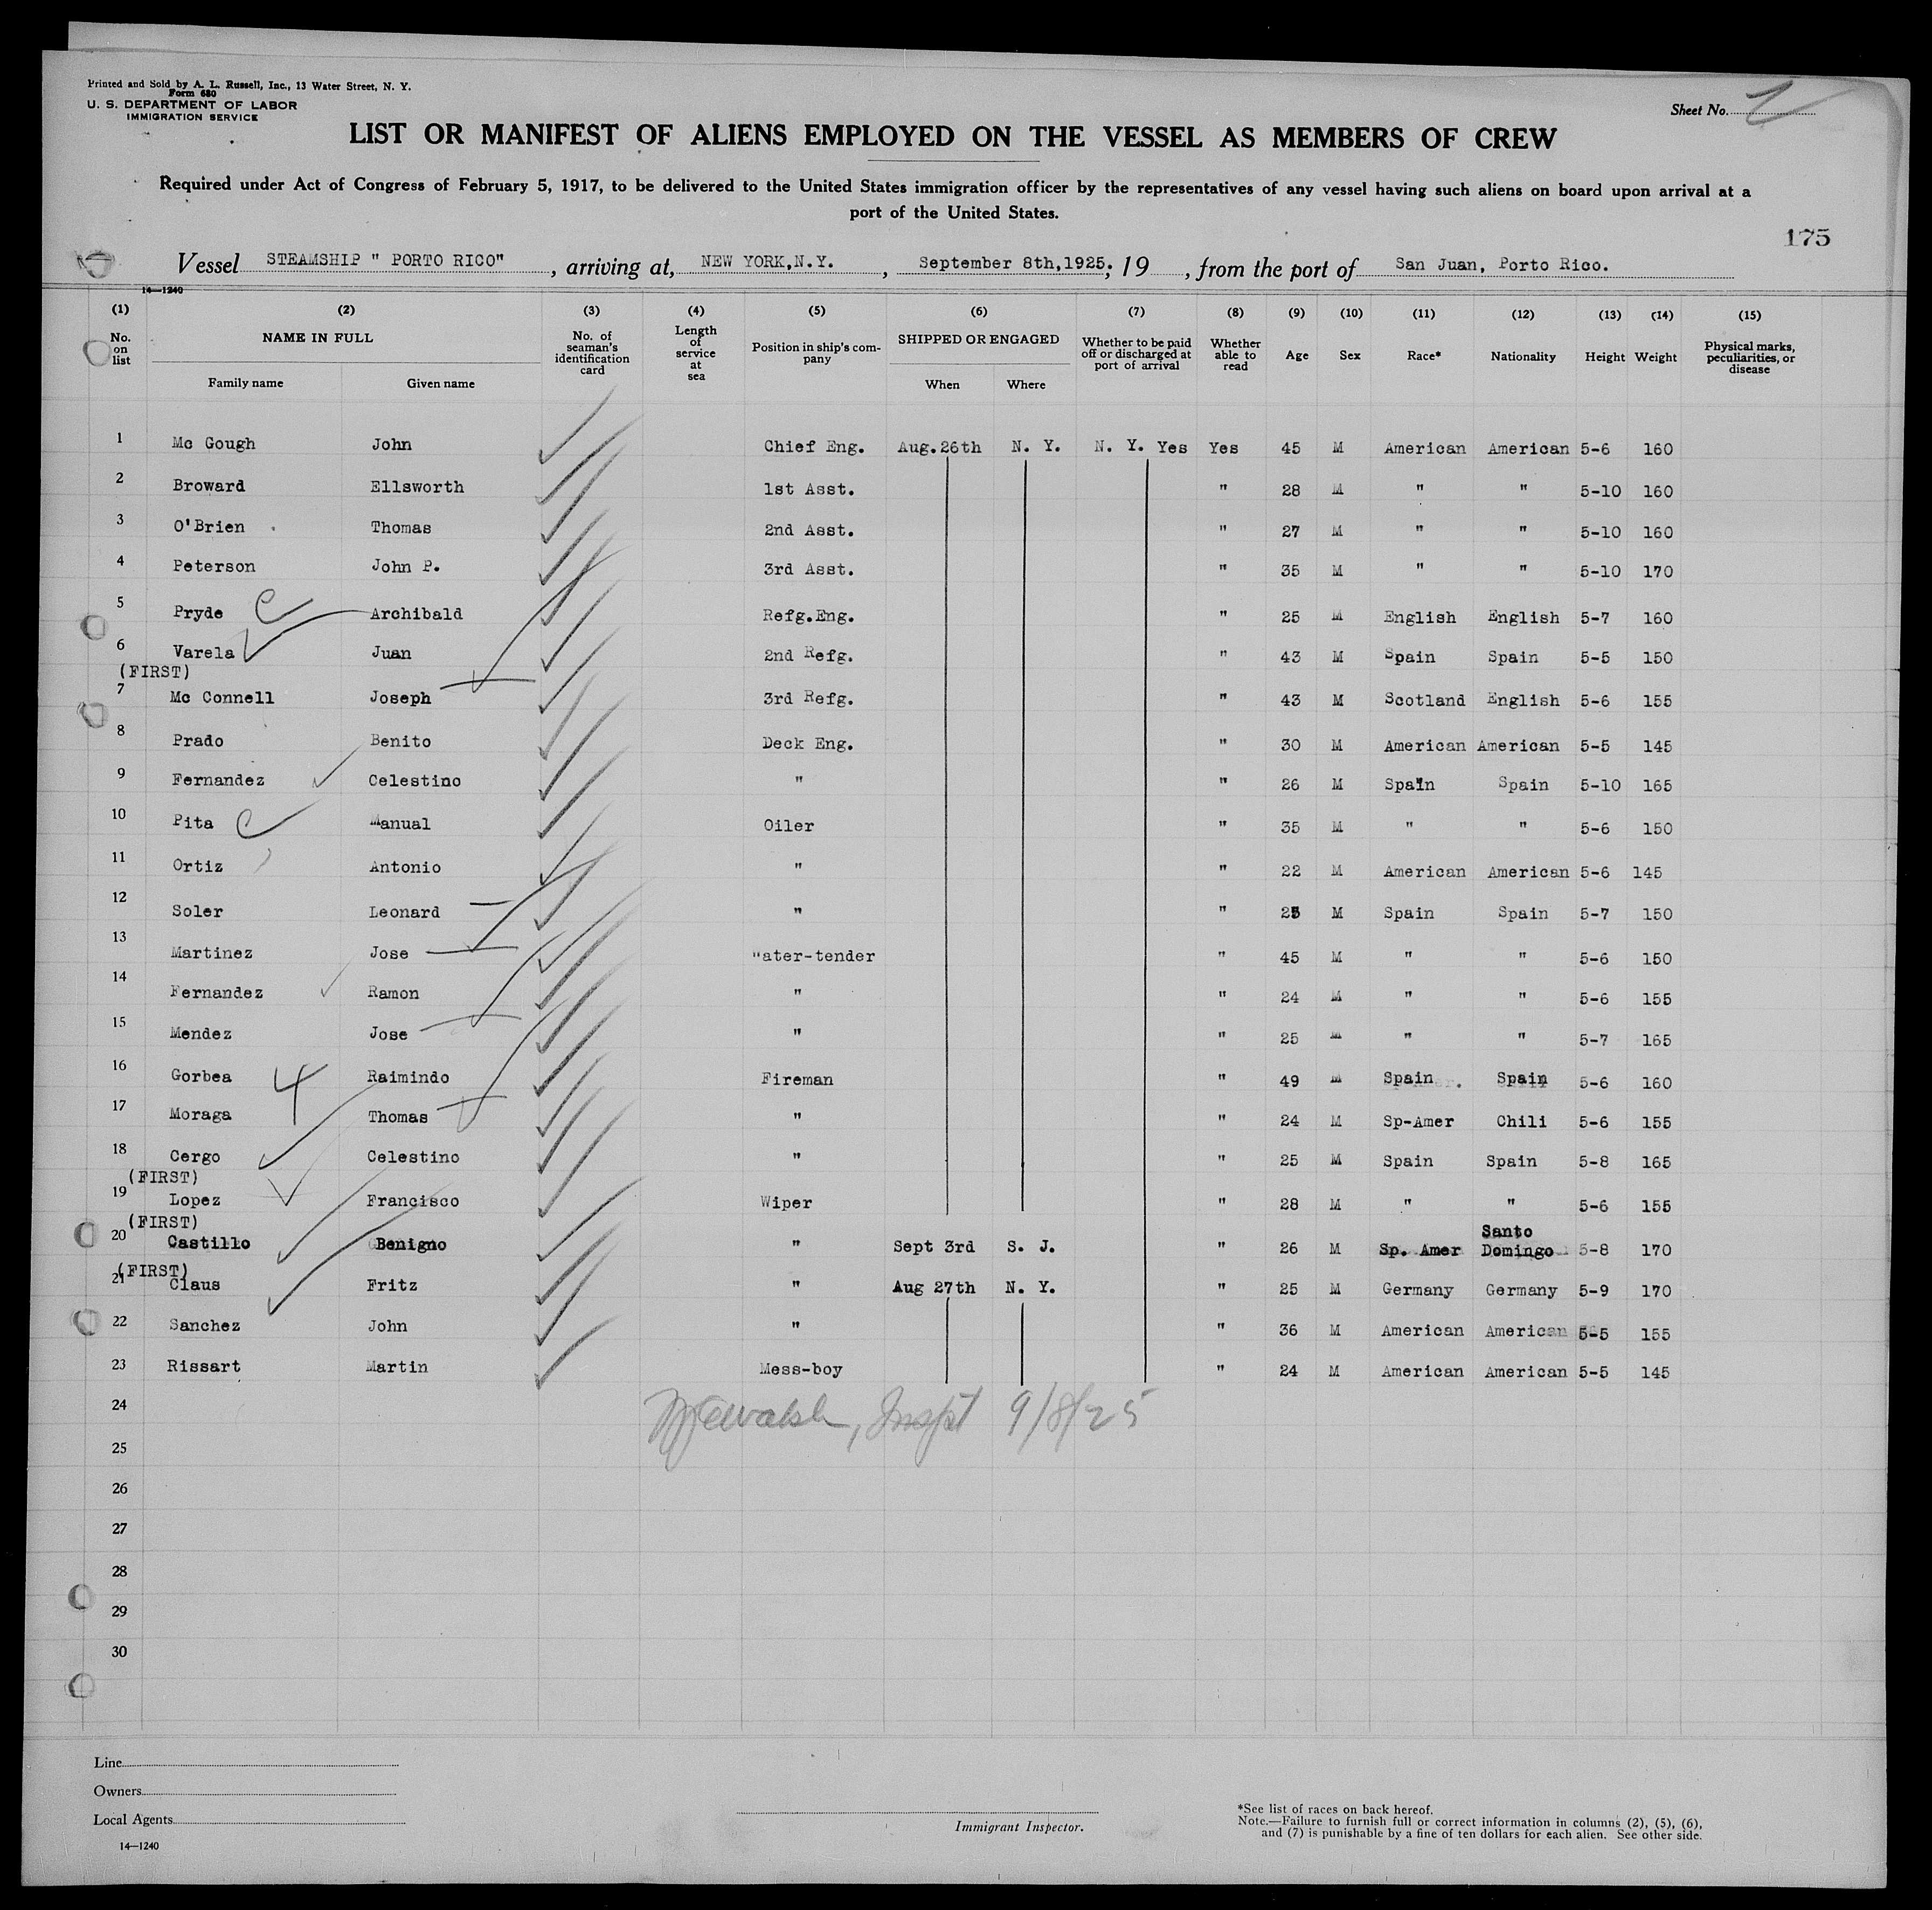 Printed and Sold by A. L. Russell, Inc., 13 Water Street, N. Y.
Form 680
U. S. DEPARTMENT OF LABOR
IMMIGRATION SERVICE
Sheet No. 2
LIST OR MANIFEST OF ALIENS EMPLOYED ON THE VESSEL AS MEMBERS OF CREW
Required under Act of Congress of February 5, 1917, to be delivered to the United States immigration officer by the representatives of any vessel having such aliens on board upon arrival at a
port of the United States.
175
Vessel STEAMSHIP " PORTO RICO" , arriving at, NEW YORK,N.Y. , September 8th,1925; 19 , from the port of San Juan, Porto Rico.
14—1240
(1) (2) (3) (4) (5) (6) (7) (8) (9) (10) (11) (12) (13) (14) (15)
No. on list NAME IN FULL Family name Given name No. of seaman's identification card Length of service at sea Position in ship's company SHIPPED OR ENGAGED When Where Whether to be paid off or discharged at port of arrival Whether able to read Age Sex Race* Nationality Height Weight Physical marks, peculiarities, or disease
1 Mc Gough John Chief Eng. Aug.26th N. Y. N. Y. Yes Yes 45 M American American 5-6 160
2 Broward Ellsworth 1st Asst. " 28 M " " 5-10 160
3 O'Brien Thomas 2nd Asst. " 27 M " " 5-10 160
4 Peterson John P. 3rd Asst. " 35 M " " 5-10 170
5 Pryde C Archibald Refg.Eng. " 25 M English English 5-7 160
6 Varela Juan 2nd Refg. " 43 M Spain Spain 5-5 150
(FIRST)
7 Mc Connell Joseph 3rd Refg. " 43 M Scotland English 5-6 155
8 Prado Benito Deck Eng. " 30 M American American 5-5 145
9 Fernandez Celestino " " 26 M Spain Spain 5-10 165
10 Pita C Manual Oiler " 35 M " " 5-6 150
11 Ortiz Antonio " " 22 M American American 5-6 145
12 Soler Leonard " " M Spain Spain 5-7 150
13 Martinez Jose "ater-tender " 45 M " " 5-6 150
14 Fernandez Ramon " " 24 M " " 5-6 155
15 Mendez Jose " " 25 M " " 5-7 165
16 Gorbea 4 Raimindo Fireman " 49 M Spain Spain 5-6 160
17 Moraga Thomas " " 24 M Sp-Amer Chili 5-6 155
18 Cergo Celestino " " 25 M Spain Spain 5-8 165
(FIRST)
19 Lopez Francisco Wiper " 28 M " " 5-6 155
(FIRST)
20 Castillo Benigno " Sept 3rd S. J. " 26 M Sp. Amer Santo Domingo 5-8 170
(FIRST)
21 Claus Fritz " Aug 27th N. Y. " 25 M Germany Germany 5-9 170
22 Sanchez John " " 36 M American American 5-5 155
23 Rissart Martin Mess-boy " 24 M American American 5-5 145
24 Walsh, Inspt 9/8/25
25
26
27
28
29
30
Line
Owners
Local Agents
14—1240
Immigrant Inspector.
*See list of races on back hereof.
Note.—Failure to furnish full or correct information in columns (2), (5), (6),
and (7) is punishable by a fine of ten dollars for each alien. See other side.